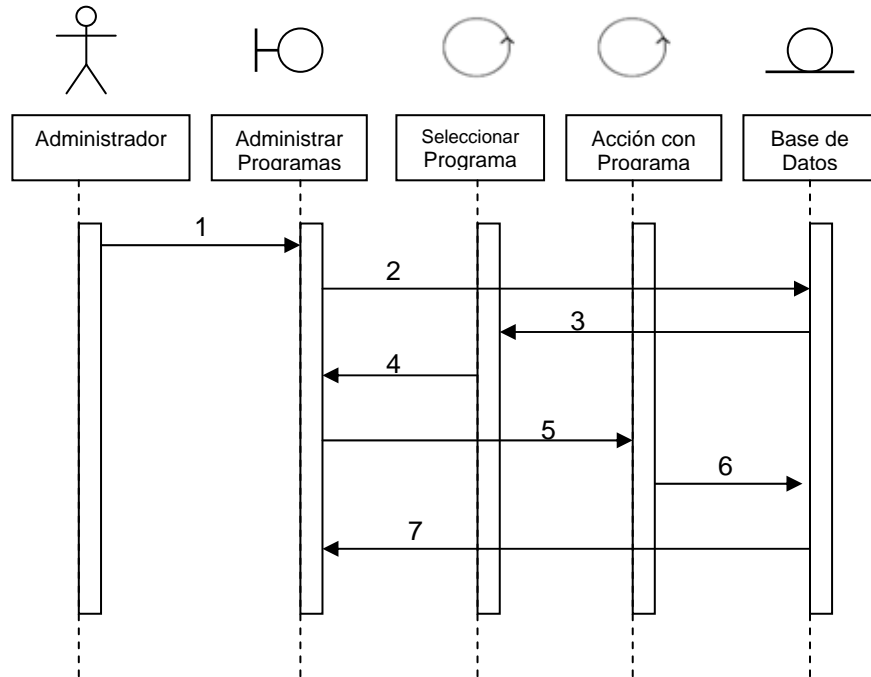 Administrador
Administrar
Programas
Seleccionar
Programa
Acción con
Programa
Base de
Datos
1
2
3
4
5
6
7